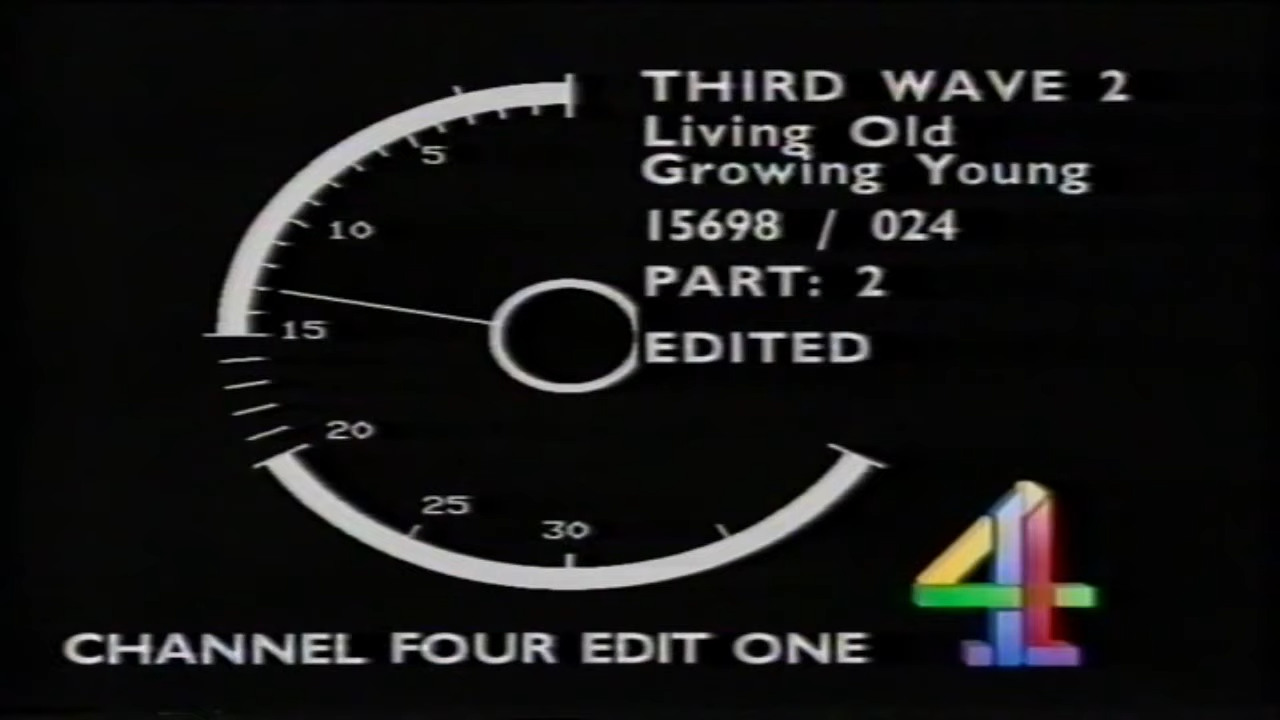 THIRD WAVE 2
Living Old
Growing Young
15698 / 024
PART: 2
EDITED
5
10
15
20
25
30
CHANNEL FOUR EDIT ONE
4